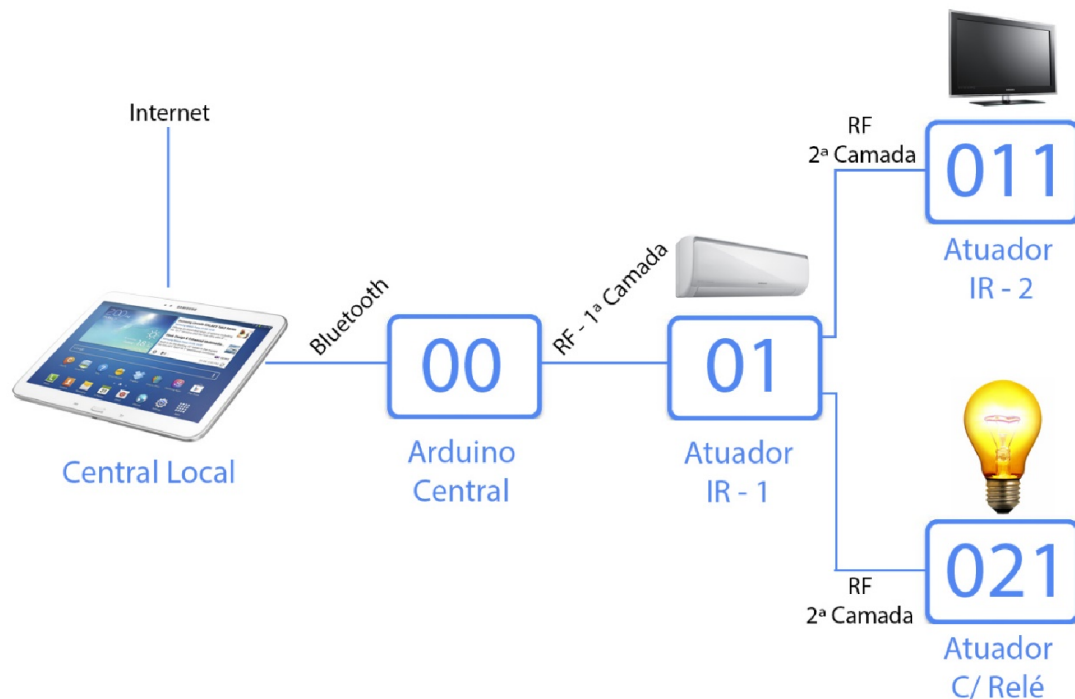 Internet
Central Local
Bluetooth
00
Arduino
Central
RF - 1ª Camada
01
Atuador
IR - 1
RF
2ª Camada
011
Atuador
IR - 2
RF
2ª Camada
021
Atuador
C/ Relé